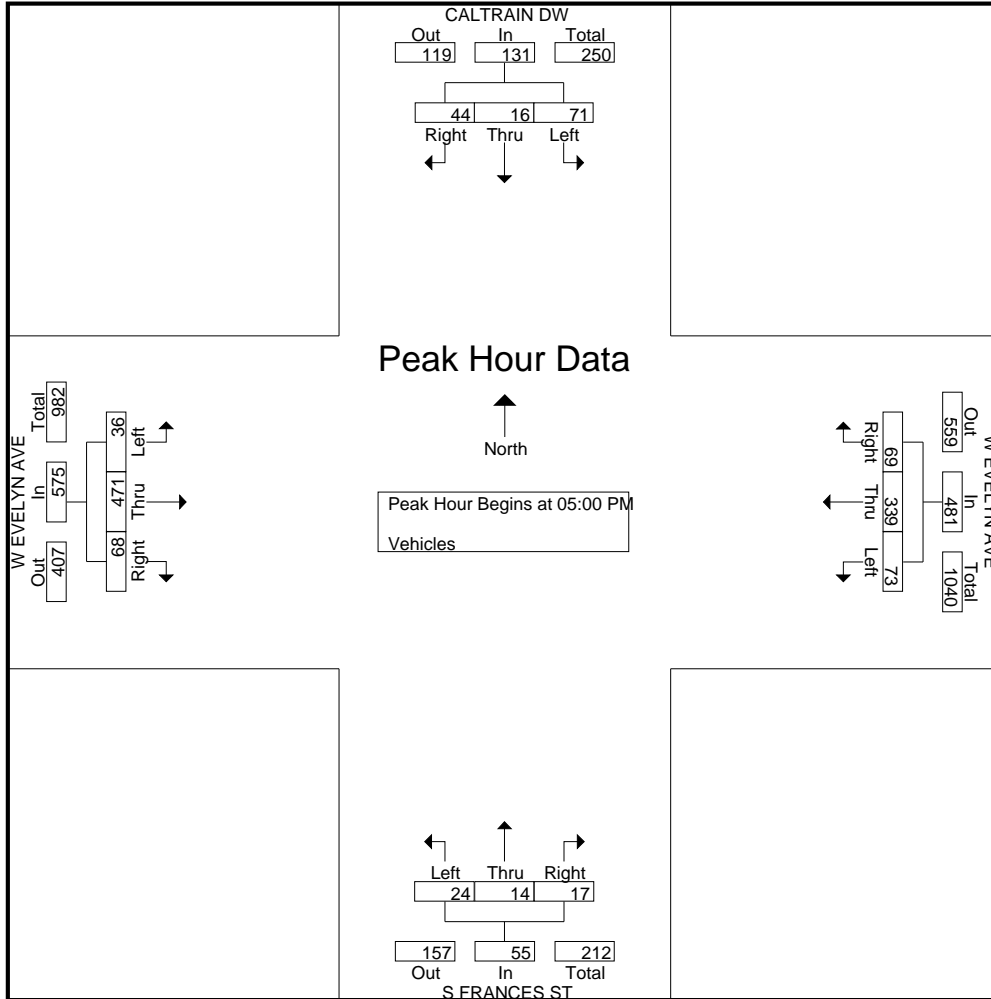 CALTRAIN DW
Out In Total
119 131 250
44 16 71
Right Thru Left
Peak Hour Data
North
Peak Hour Begins at 05:00 PM
Vehicles
W EVELYN AVE
Total In Out
982 575 407
36 471 68
Left Thru Right
W EVELYN AVE
Out In Total
559 481 1040
69 339 73
Right Thru Left
Left Thru Right
24 14 17
157 55 212
Out In Total
S FRANCES ST